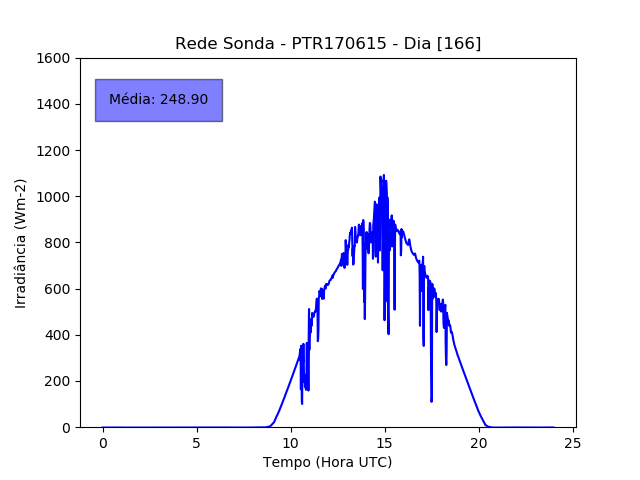 Rede Sonda - PTR170615 - Dia [166]
1600
1400
1200
1000
800
600
400
200
0
Média: 248.90
Irradiância (Wm-2)
0 5 10 15 20 25
Tempo (Hora UTC)